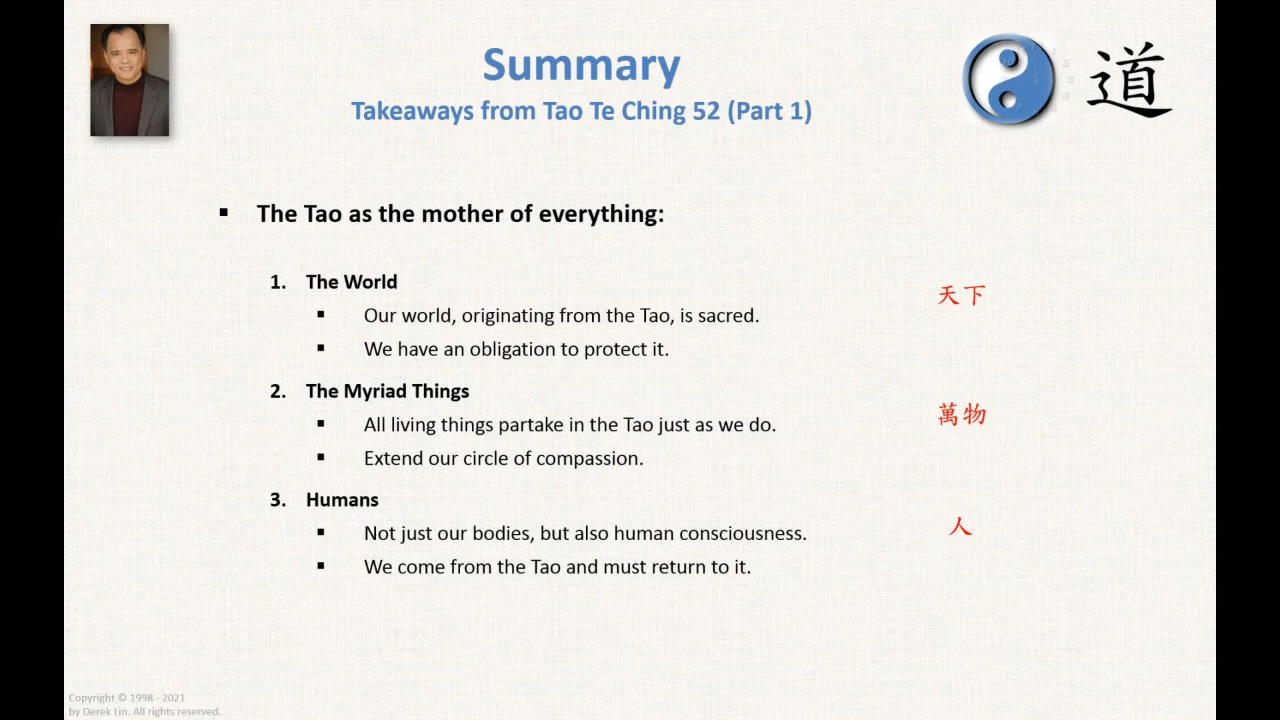 Summary
Takeaways from Tao Te Ching 52 (Part 1)
道
▪ The Tao as the mother of everything:
1. The World
天下
▪ Our world, originating from the Tao, is sacred.
▪ We have an obligation to protect it.
2. The Myriad Things
萬物
▪ All living things partake in the Tao just as we do.
▪ Extend our circle of compassion.
3. Humans
人
▪ Not just our bodies, but also human consciousness.
▪ We come from the Tao and must return to it.
Copyright © 1998 - 2021
by Derek Lin. All rights reserved.